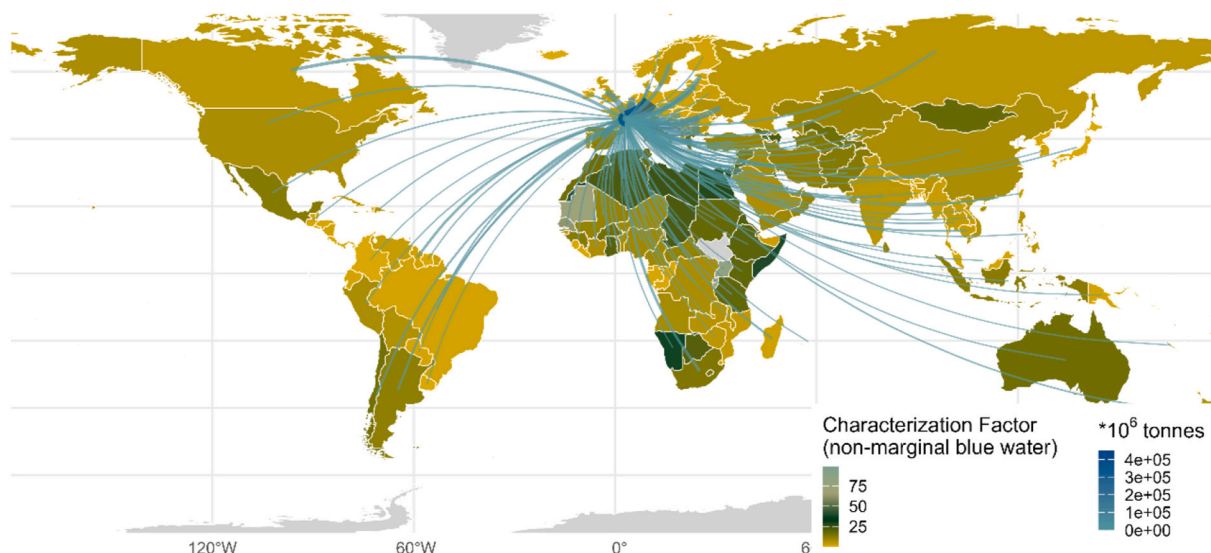 Characterization Factor
(non-marginal blue water)
75
50
25
*10⁶ tonnes
4e+05
3e+05
2e+05
1e+05
0e+00
120°W
60°W
0°
6